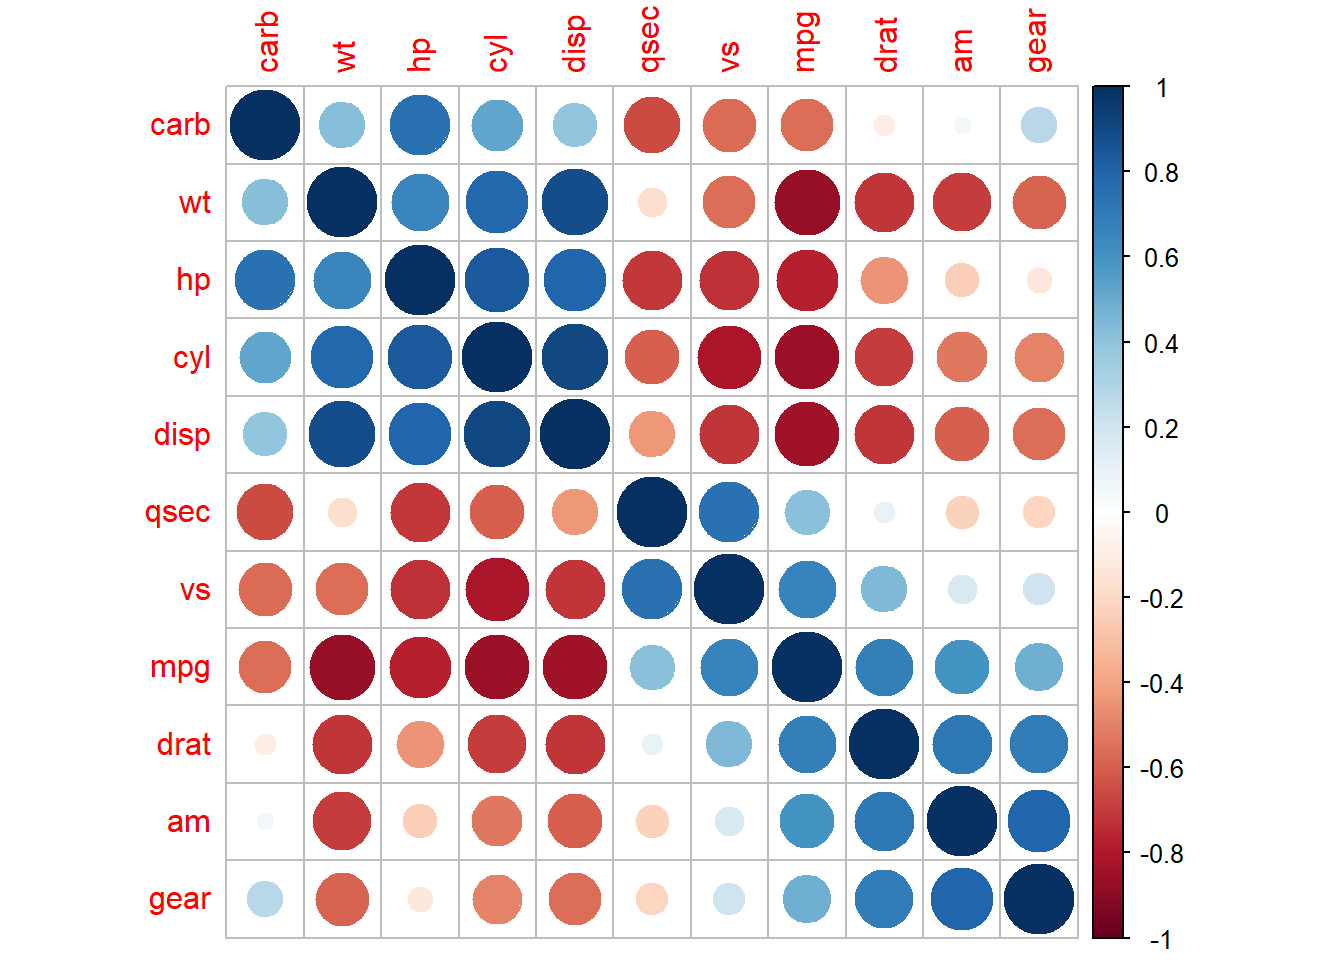 carb wt hp cyl disp qsec vs mpg drat am gear
carb
wt
hp
cyl
disp
qsec
vs
mpg
drat
am
gear
1
0.8
0.6
0.4
0.2
0
-0.2
-0.4
-0.6
-0.8
-1